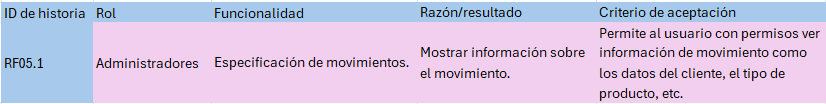 ID de historia Rol Funcionalidad Razón/resultado Criterio de aceptación
RF05.1 Administradores Especificación de movimientos. Mostrar información sobre
el movimiento. Permite al usuario con permisos ver
información de movimiento como
los datos del cliente, el tipo de
producto, etc.